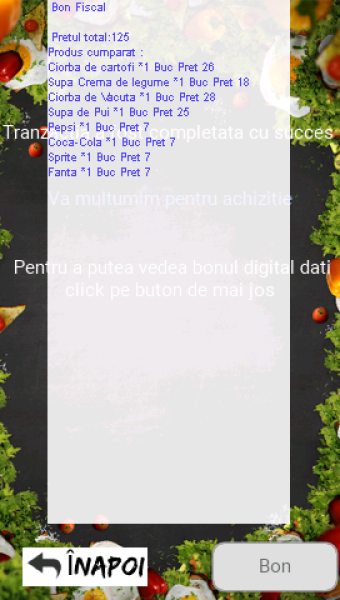 Bon Fiscal
Pretul total:125
Produs cumparat :
Ciorba de cartofi *1 Buc Pret 26
Supa Crema de legume *1 Buc Pret 18
Ciorba de Vacuta *1 Buc Pret 28
Supa de Pui *1 Buc Pret 25
Pepsi *1 Buc Pret 7
Coca-Cola *1 Buc Pret 7
Sprite *1 Buc Pret 7
Fanta *1 Buc Pret 7
completata cu succes
Va multumim pentru achizitie
Pentru a putea vedea bonul digital dati
click pe buton de mai jos
ÎNAPOI
Bon